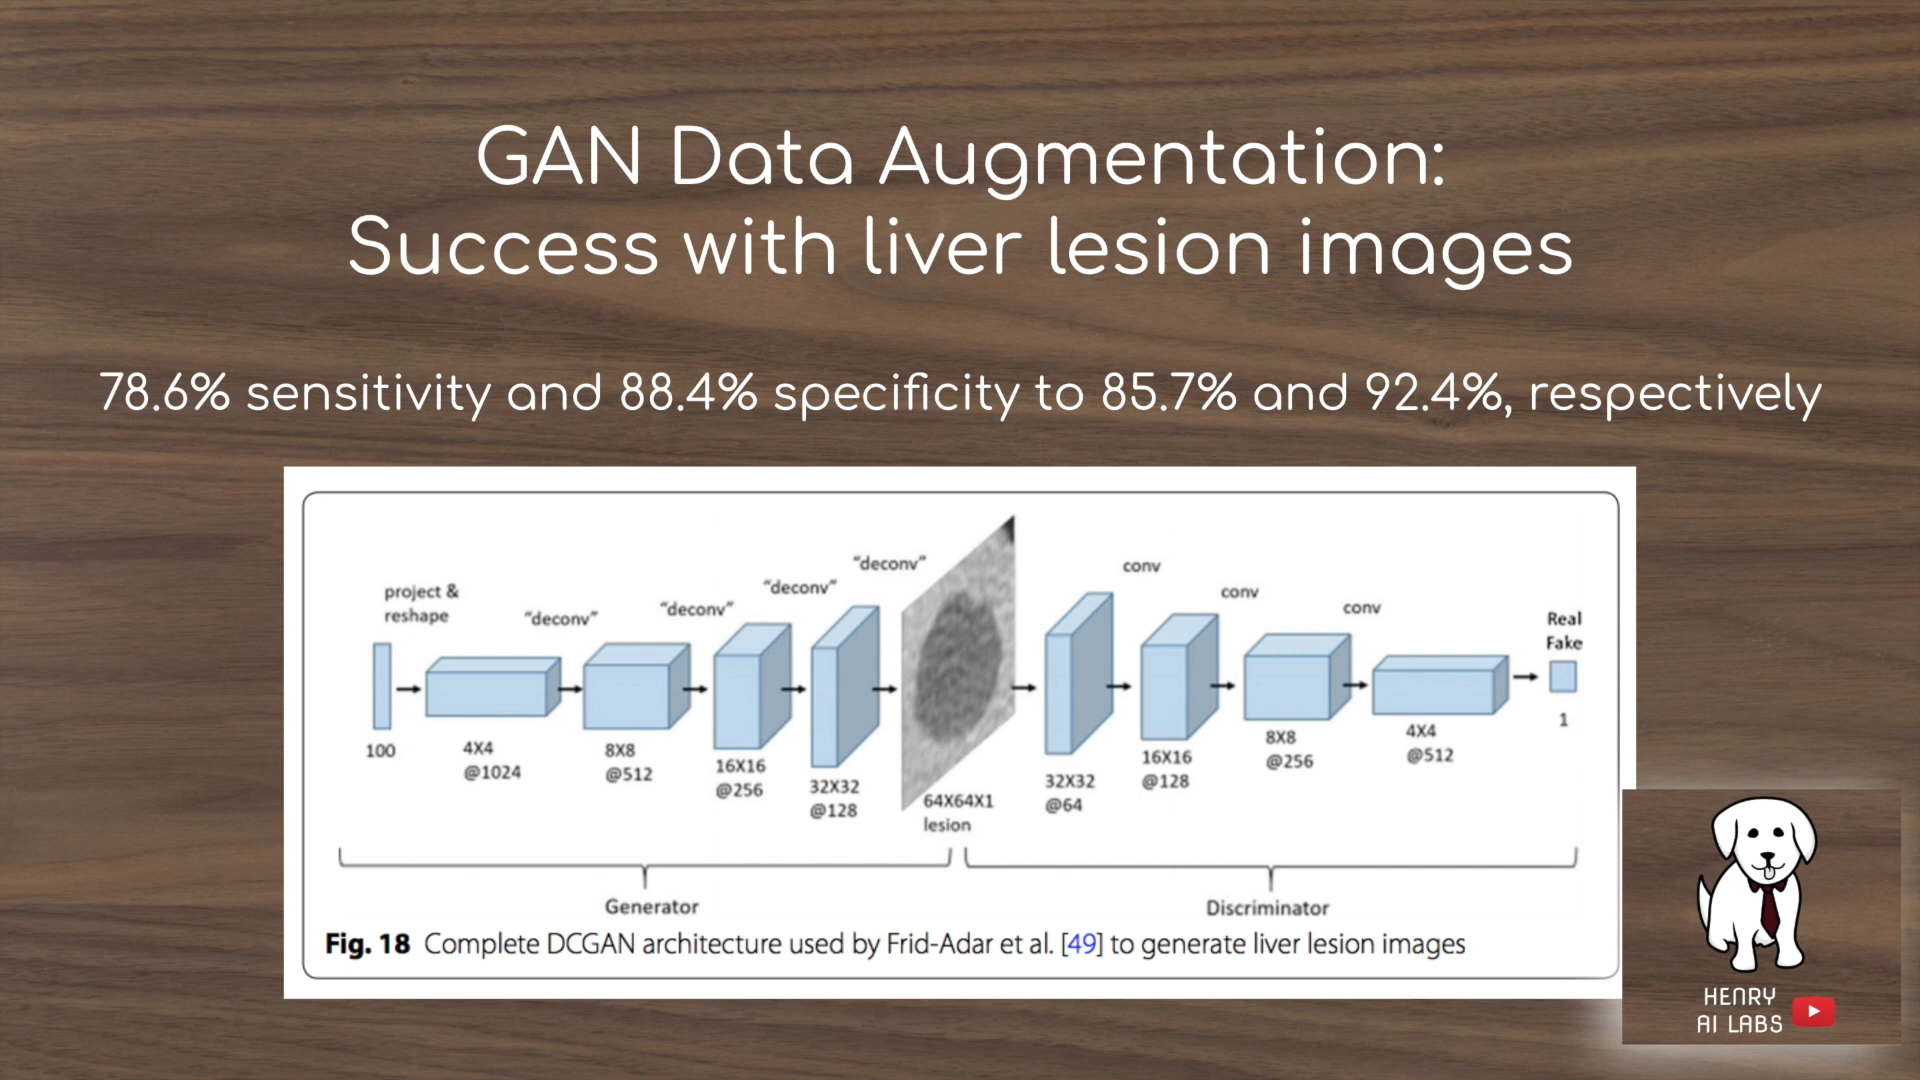 GAN Data Augmentation:
Success with liver lesion images
78.6% sensitivity and 88.4% specificity to 85.7% and 92.4%, respectively
project &
reshape
"deconv"
"deconv"
"deconv"
"deconv"
conv
conv
conv
Real
Fake
100
4X4
@1024
8X8
@512
16X16
@256
32X32
@128
64X64X1
lesion
32X32
@64
16X16
@128
8X8
@256
4X4
@512
1
Generator
Discriminator
Fig. 18 Complete DCGAN architecture used by Frid-Adar et al. [49] to generate liver lesion images
HENRY
AI LABS